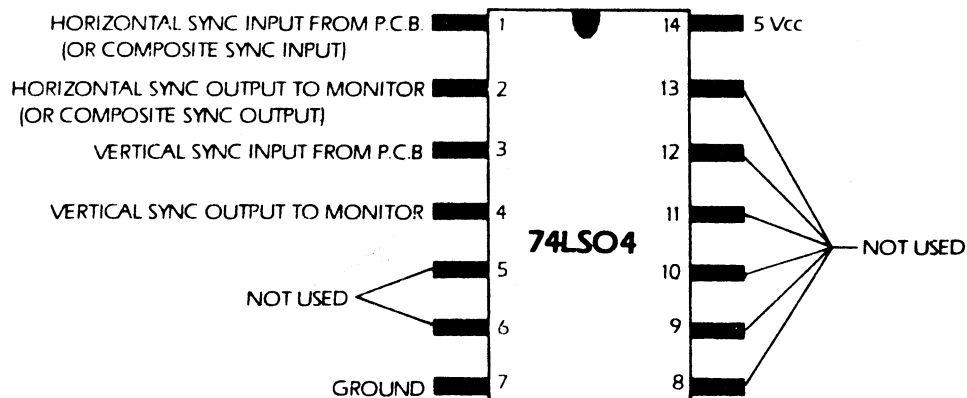 HORIZONTAL SYNC INPUT FROM P.C.B.
(OR COMPOSITE SYNC INPUT)
1
14
5 Vcc
HORIZONTAL SYNC OUTPUT TO MONITOR
(OR COMPOSITE SYNC OUTPUT)
2
13
VERTICAL SYNC INPUT FROM P.C.B
3
12
VERTICAL SYNC OUTPUT TO MONITOR
4
11
74LS04
NOT USED
5
10
NOT USED
6
9
GROUND
7
8